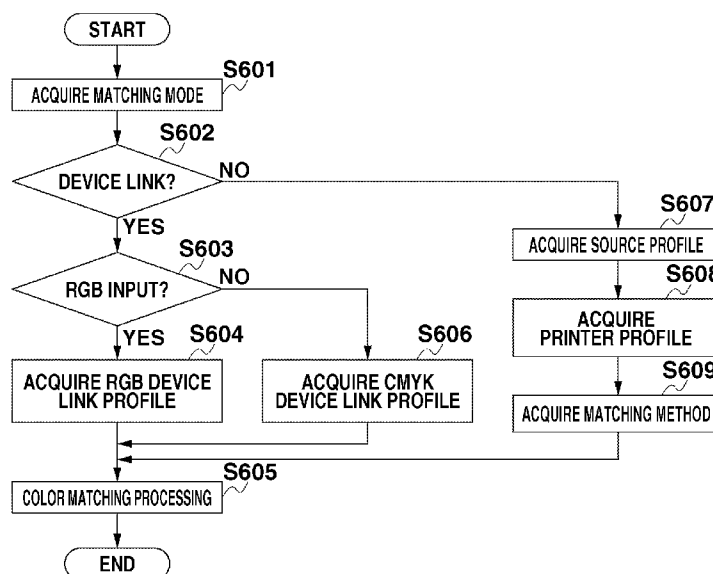 START
S601
ACQUIRE MATCHING MODE
S602
DEVICE LINK?
NO
YES
S607
ACQUIRE SOURCE PROFILE
S603
RGB INPUT?
NO
YES
S608
ACQUIRE
PRINTER PROFILE
S604
ACQUIRE RGB DEVICE
LINK PROFILE
S606
ACQUIRE CMYK
DEVICE LINK PROFILE
S609
ACQUIRE MATCHING METHOD
S605
COLOR MATCHING PROCESSING
END